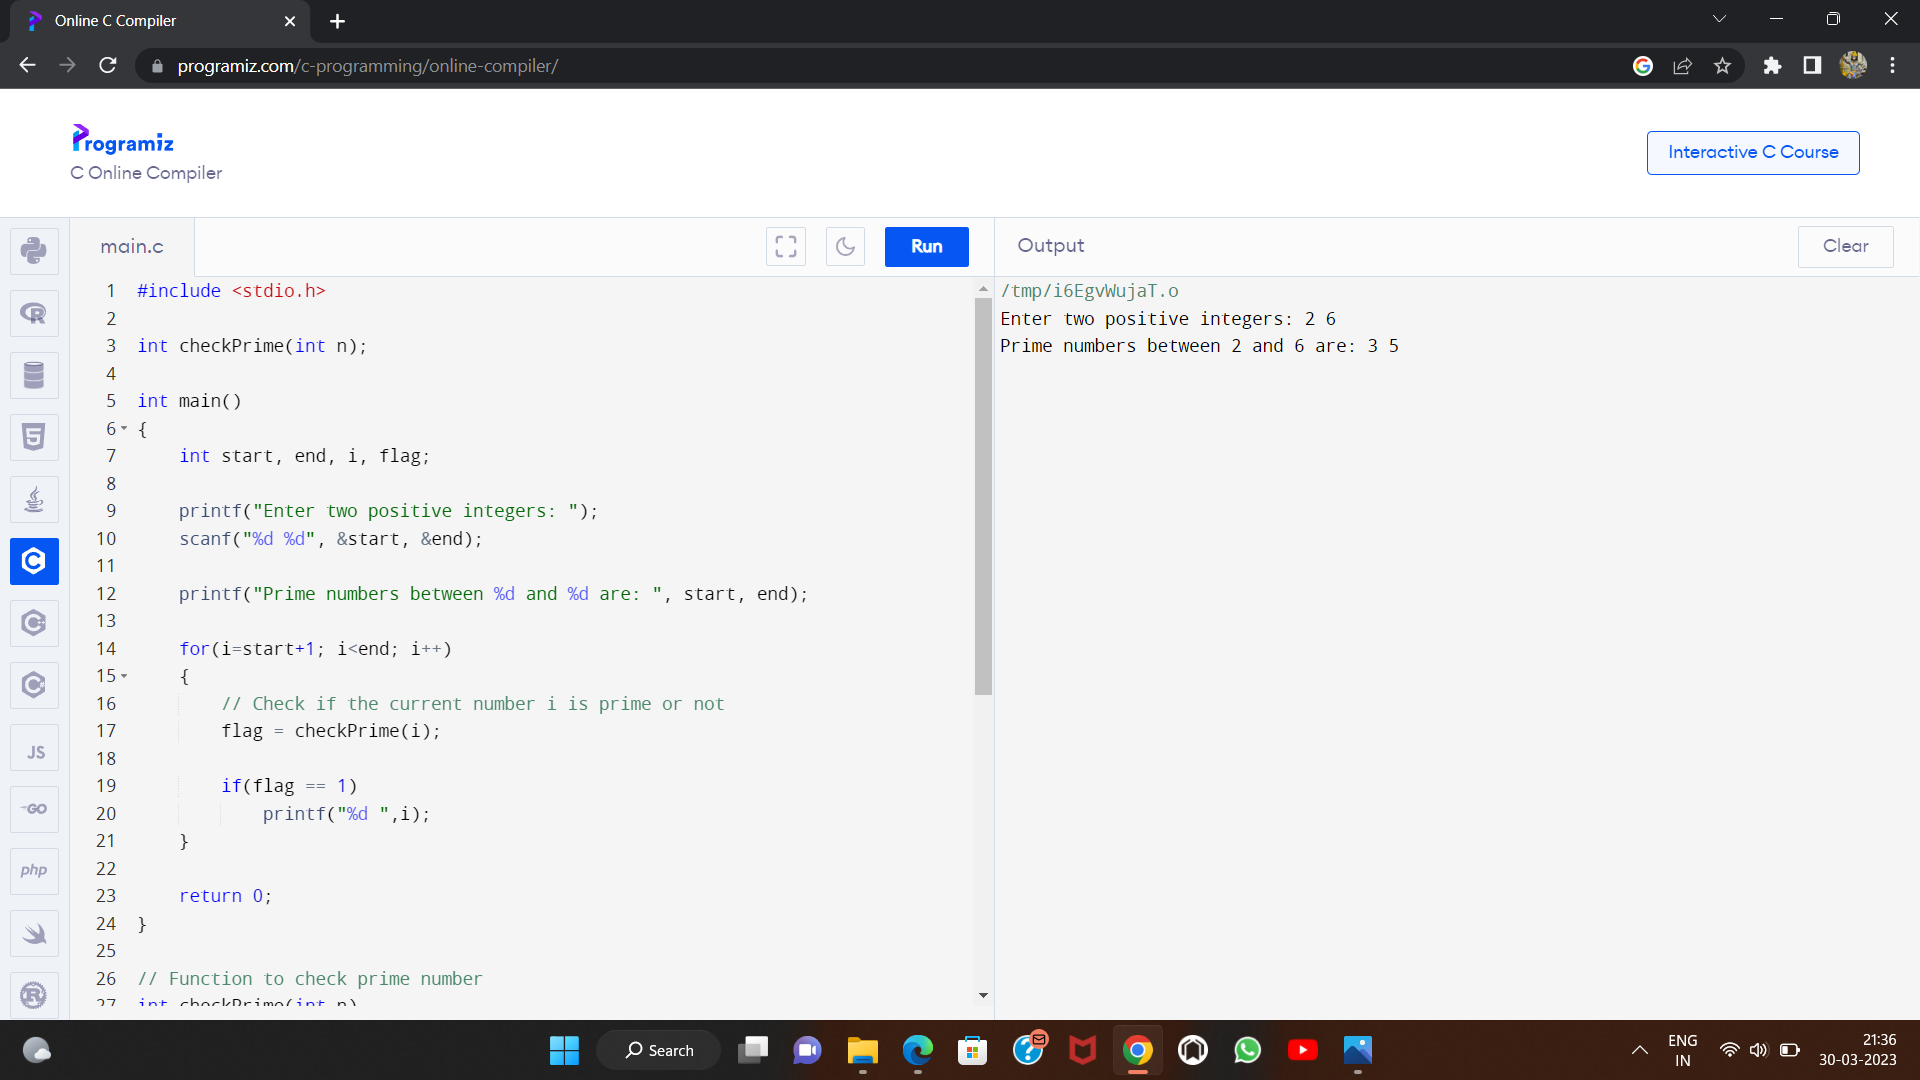 Online C Compiler
programiz.com/c-programming/online-compiler/
Programiz
C Online Compiler
Interactive C Course
main.c
Run
Output
Clear
1 #include <stdio.h>
2
3 int checkPrime(int n);
4
5 int main()
6 {
7 int start, end, i, flag;
8
9 printf("Enter two positive integers: ");
10 scanf("%d %d", &start, &end);
11
12 printf("Prime numbers between %d and %d are: ", start, end);
13
14 for(i=start+1; i<end; i++)
15 {
16 // Check if the current number i is prime or not
17 flag = checkPrime(i);
18
19 if(flag == 1)
20 printf("%d ",i);
21 }
22
23 return 0;
24 }
25
26 // Function to check prime number
27 int checkPrime(int n)
/tmp/i6EgvWujaT.o
Enter two positive integers: 2 6
Prime numbers between 2 and 6 are: 3 5
JS
GO
php
Search
ENG
IN
21:36
30-03-2023